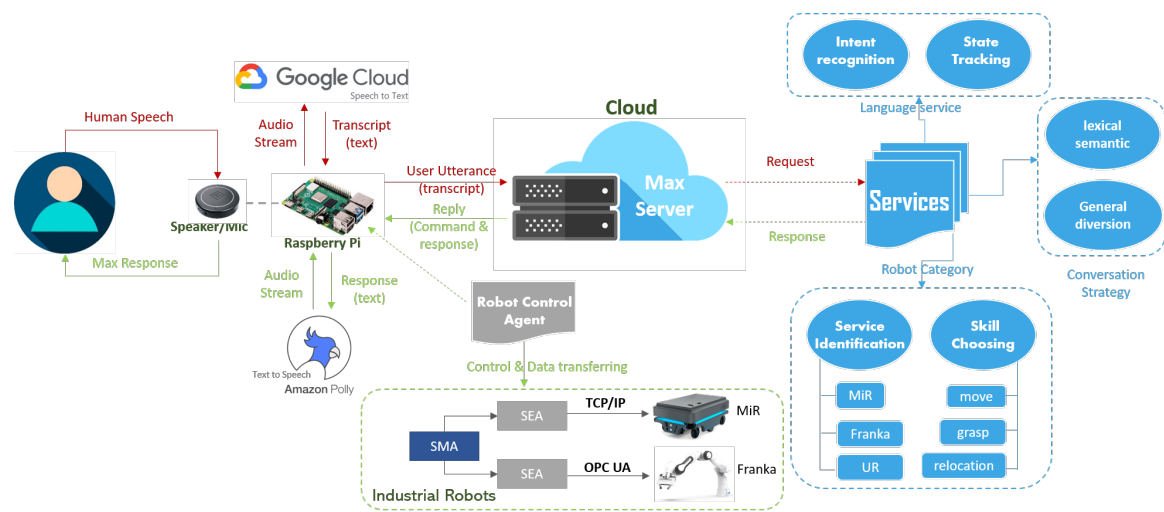 Intent
recognition
State
Tracking
Language service
Google Cloud
Speech to Text
Cloud
Human Speech
Audio
Stream
Transcript
(text)
lexical
semantic
User Utterance
(transcript)
Max
Server
Request
Services
Reply
(Command &
response)
General
diversion
Speaker/Mic
Raspberry Pi
Response
Max Response
Audio
Stream
Response
(text)
Robot Category
Conversation
Strategy
Robot Control
Agent
Service
Identification
Skill
Choosing
Text to Speech
Amazon Polly
Control & Data transferring
MiR
move
SEA
TCP/IP
MiR
Franka
grasp
SMA
SEA
OPC UA
Franka
UR
relocation
Industrial Robots